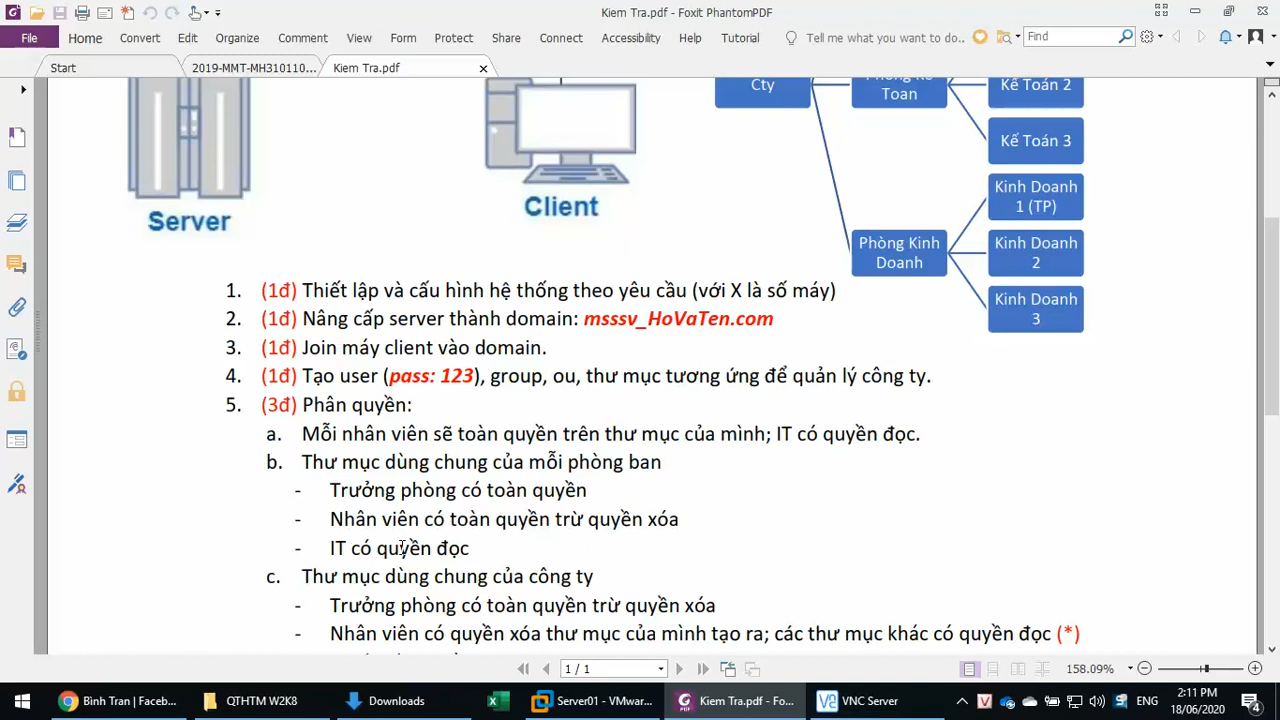 Kiem Tra.pdf - Foxit PhantomPDF
File Home Convert Edit Organize Comment View Form Protect Share Connect Accessibility Help Tutorial Tell me what you want to do... Find
Start 2019-MMT-MH310110... Kiem Tra.pdf
Cty
Phòng Kế Toan
Kế Toán 2
Kế Toán 3
Kinh Doanh
1 (TP)
Server
Client
Phòng Kinh
Doanh
Kinh Doanh
2
Kinh Doanh
3
1. (1đ) Thiết lập và cấu hình hệ thống theo yêu cầu (với X là số máy)
2. (1đ) Nâng cấp server thành domain: msssv_HoVaTen.com
3. (1đ) Join máy client vào domain.
4. (1đ) Tạo user (pass: 123), group, ou, thư mục tương ứng để quản lý công ty.
5. (3đ) Phân quyền:
a. Mỗi nhân viên sẽ toàn quyền trên thư mục của mình; IT có quyền đọc.
b. Thư mục dùng chung của mỗi phòng ban
- Trưởng phòng có toàn quyền
- Nhân viên có toàn quyền trừ quyền xóa
- IT có quyền đọc
c. Thư mục dùng chung của công ty
- Trưởng phòng có toàn quyền trừ quyền xóa
- Nhân viên có quyền xóa thư mục của mình tạo ra; các thư mục khác có quyền đọc (*)
1 / 1
158.09%
Bình Tran | Faceb... QTHTM W2K8 Downloads Server01 - VMware... Kiem Tra.pdf - Fo... VNC Server ENG
2:11 PM
18/06/2020
4